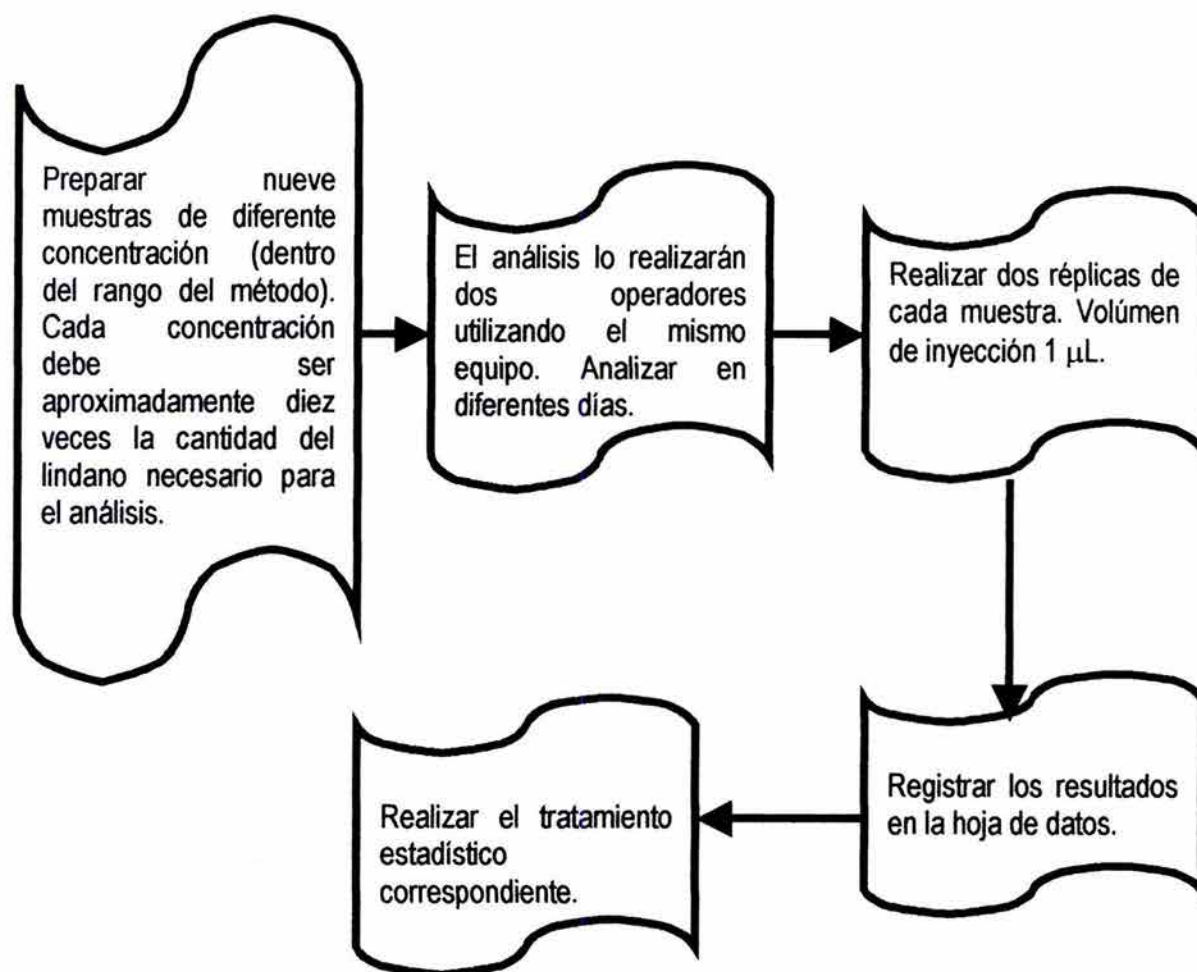 Preparar nueve
muestras de diferente
concentración (dentro
del rango del método).
Cada concentración
debe ser
aproximadamente diez
veces la cantidad del
lindano necesario para
el análisis.
El análisis lo realizarán
dos operadores
utilizando el mismo
equipo. Analizar en
diferentes días.
Realizar dos réplicas de
cada muestra. Volúmen
de inyección 1 μL.
Registrar los resultados
en la hoja de datos.
Realizar el tratamiento
estadístico
correspondiente.